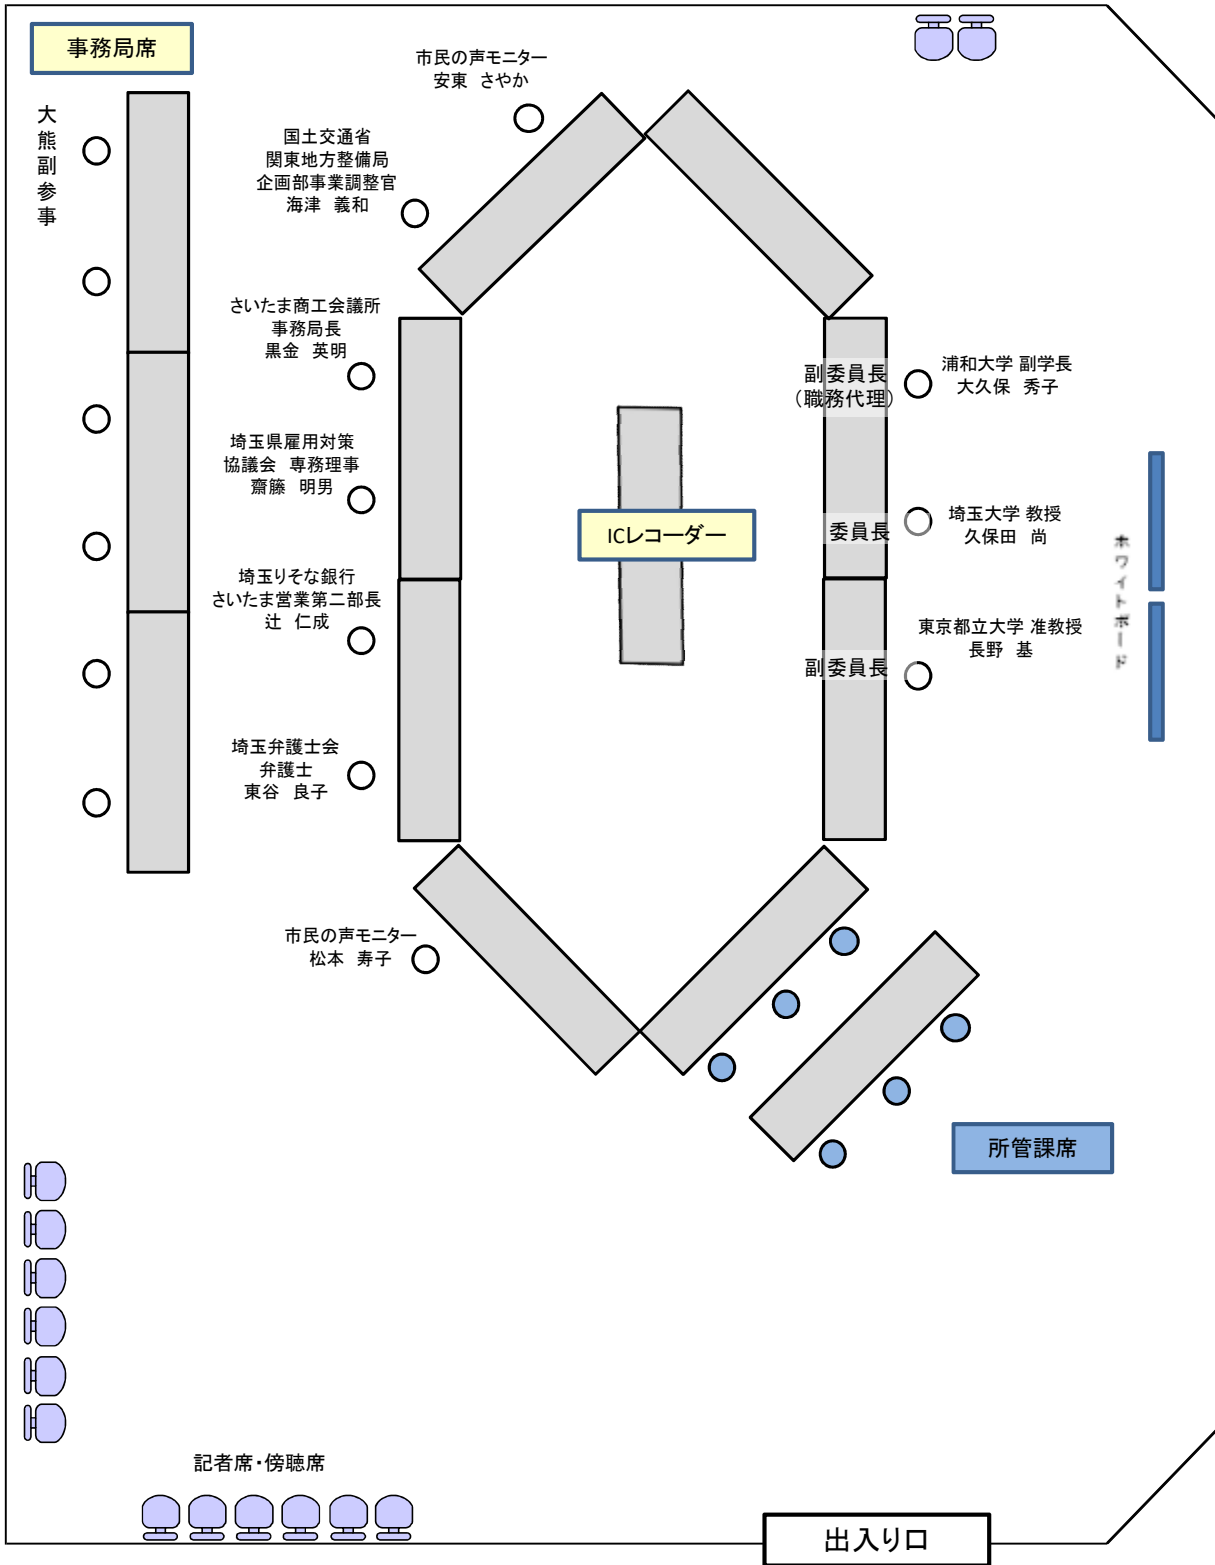 事務局席
大熊副参事
市民の声モニター
安東 さやか
国土交通省
関東地方整備局
企画部事業調整官
海津 義和
さいたま商工会議所
事務局長
黒金 英明
埼玉県雇用対策
協議会 専務理事
齋藤 明男
埼玉りそな銀行
さいたま営業第二部長
辻 仁成
埼玉弁護士会
弁護士
東谷 良子
市民の声モニター
松本 寿子
ICレコーダー
副委員長
（職務代理）
浦和大学 副学長
大久保 秀子
委員長
埼玉大学 教授
久保田 尚
副委員長
東京都立大学 准教授
長野 基
ホワイトボード
所管課席
記者席・傍聴席
出入り口